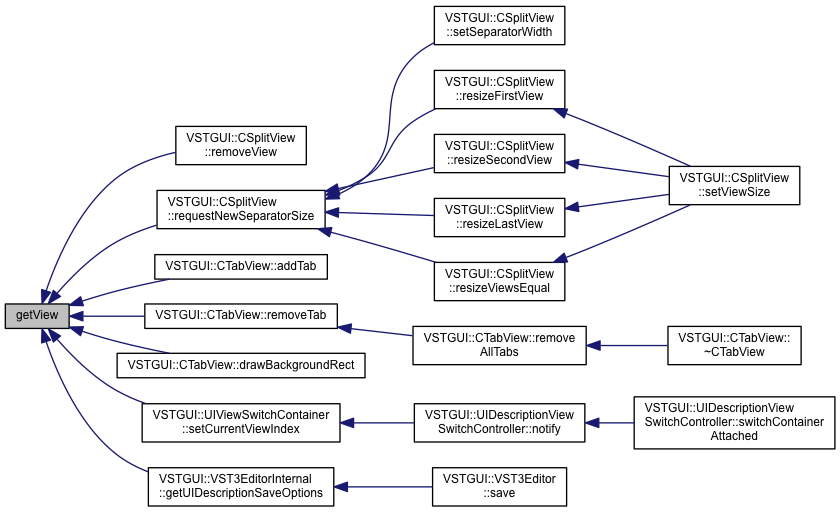 getView
VSTGUI::CSplitView
::removeView
VSTGUI::CSplitView
::requestNewSeparatorSize
VSTGUI::CTabView::addTab
VSTGUI::CTabView::removeTab
VSTGUI::CTabView::drawBackgroundRect
VSTGUI::UIViewSwitchContainer
::setCurrentViewIndex
VSTGUI::VST3EditorInternal
::getUIDescriptionSaveOptions
VSTGUI::CSplitView
::setSeparatorWidth
VSTGUI::CSplitView
::resizeFirstView
VSTGUI::CSplitView
::resizeSecondView
VSTGUI::CSplitView
::resizeLastView
VSTGUI::CSplitView
::resizeViewsEqual
VSTGUI::CTabView::remove
AllTabs
VSTGUI::UIDescriptionView
SwitchController::notify
VSTGUI::VST3Editor
::save
VSTGUI::CSplitView
::setViewSize
VSTGUI::CTabView::
~CTabView
VSTGUI::UIDescriptionView
SwitchController::switchContainer
Attached